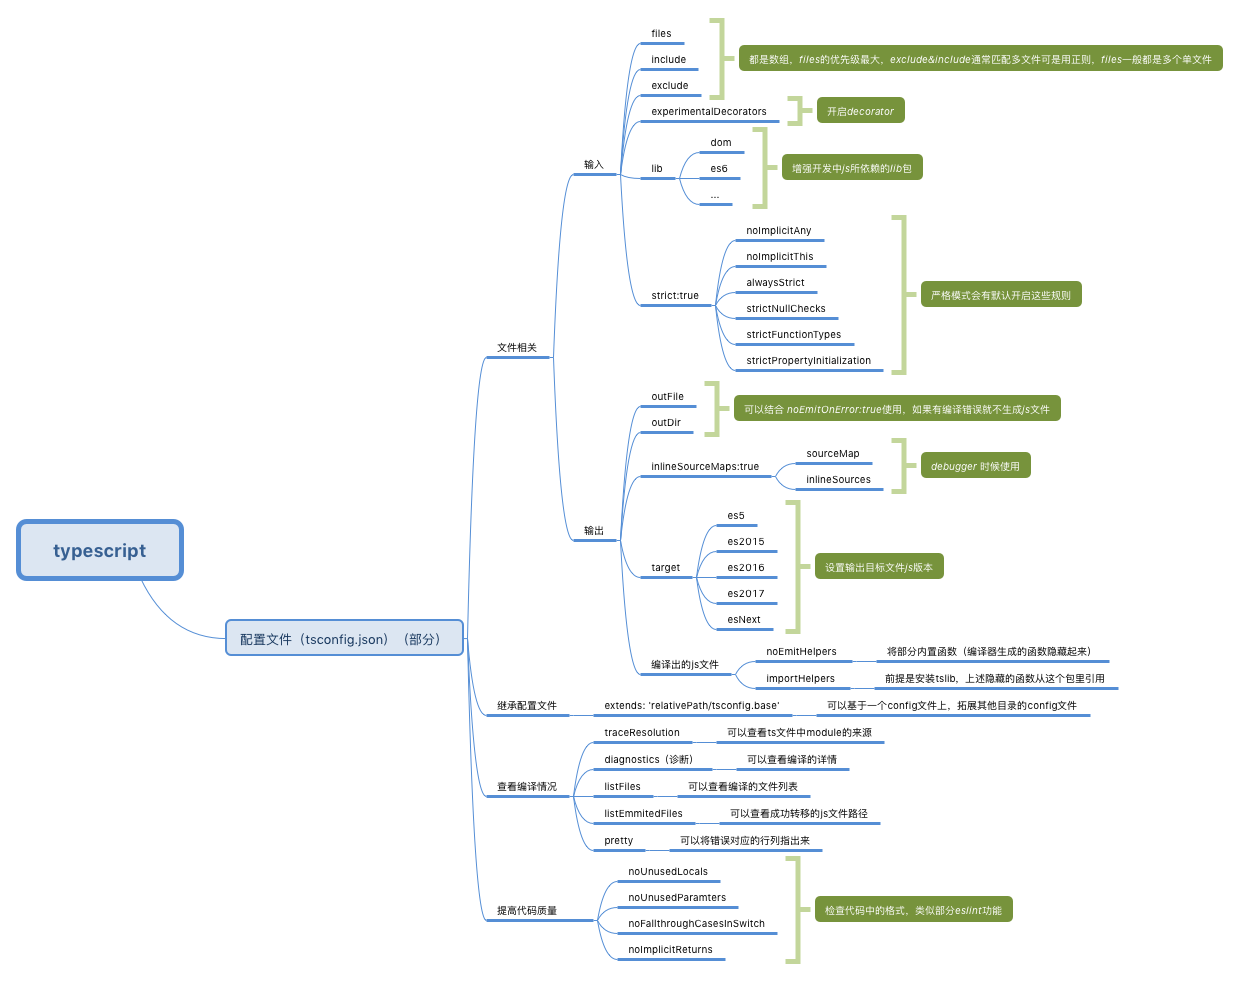 typescript
配置文件（tsconfig.json）（部分）
文件相关
输入
files
include
exclude
都是数组，files的优先级最大，exclude&include通常匹配多文件可是用正则，files一般都是多个单文件
experimentalDecorators
开启decorator
lib
dom
es6
...
增强开发中js所依赖的lib包
strict:true
noImplicitAny
noImplicitThis
alwaysStrict
strictNullChecks
strictFunctionTypes
strictPropertyInitialization
严格模式会有默认开启这些规则
输出
outFile
outDir
可以结合 noEmitOnError:true使用，如果有编译错误就不生成js文件
inlineSourceMaps:true
sourceMap
inlineSources
debugger 时候使用
target
es5
es2015
es2016
es2017
esNext
设置输出目标文件js版本
编译出的js文件
noEmitHelpers
将部分内置函数（编译器生成的函数隐藏起来）
importHelpers
前提是安装tslib，上述隐藏的函数从这个包里引用
继承配置文件
extends: 'relativePath/tsconfig.base'
可以基于一个config文件上，拓展其他目录的config文件
查看编译情况
traceResolution
可以查看ts文件中module的来源
diagnostics（诊断）
可以查看编译的详情
listFiles
可以查看编译的文件列表
listEmmitedFiles
可以查看成功转移的js文件路径
pretty
可以将错误对应的行列指出来
提高代码质量
noUnusedLocals
noUnusedParamters
noFallthroughCasesInSwitch
noImplicitReturns
检查代码中的格式，类似部分eslint功能